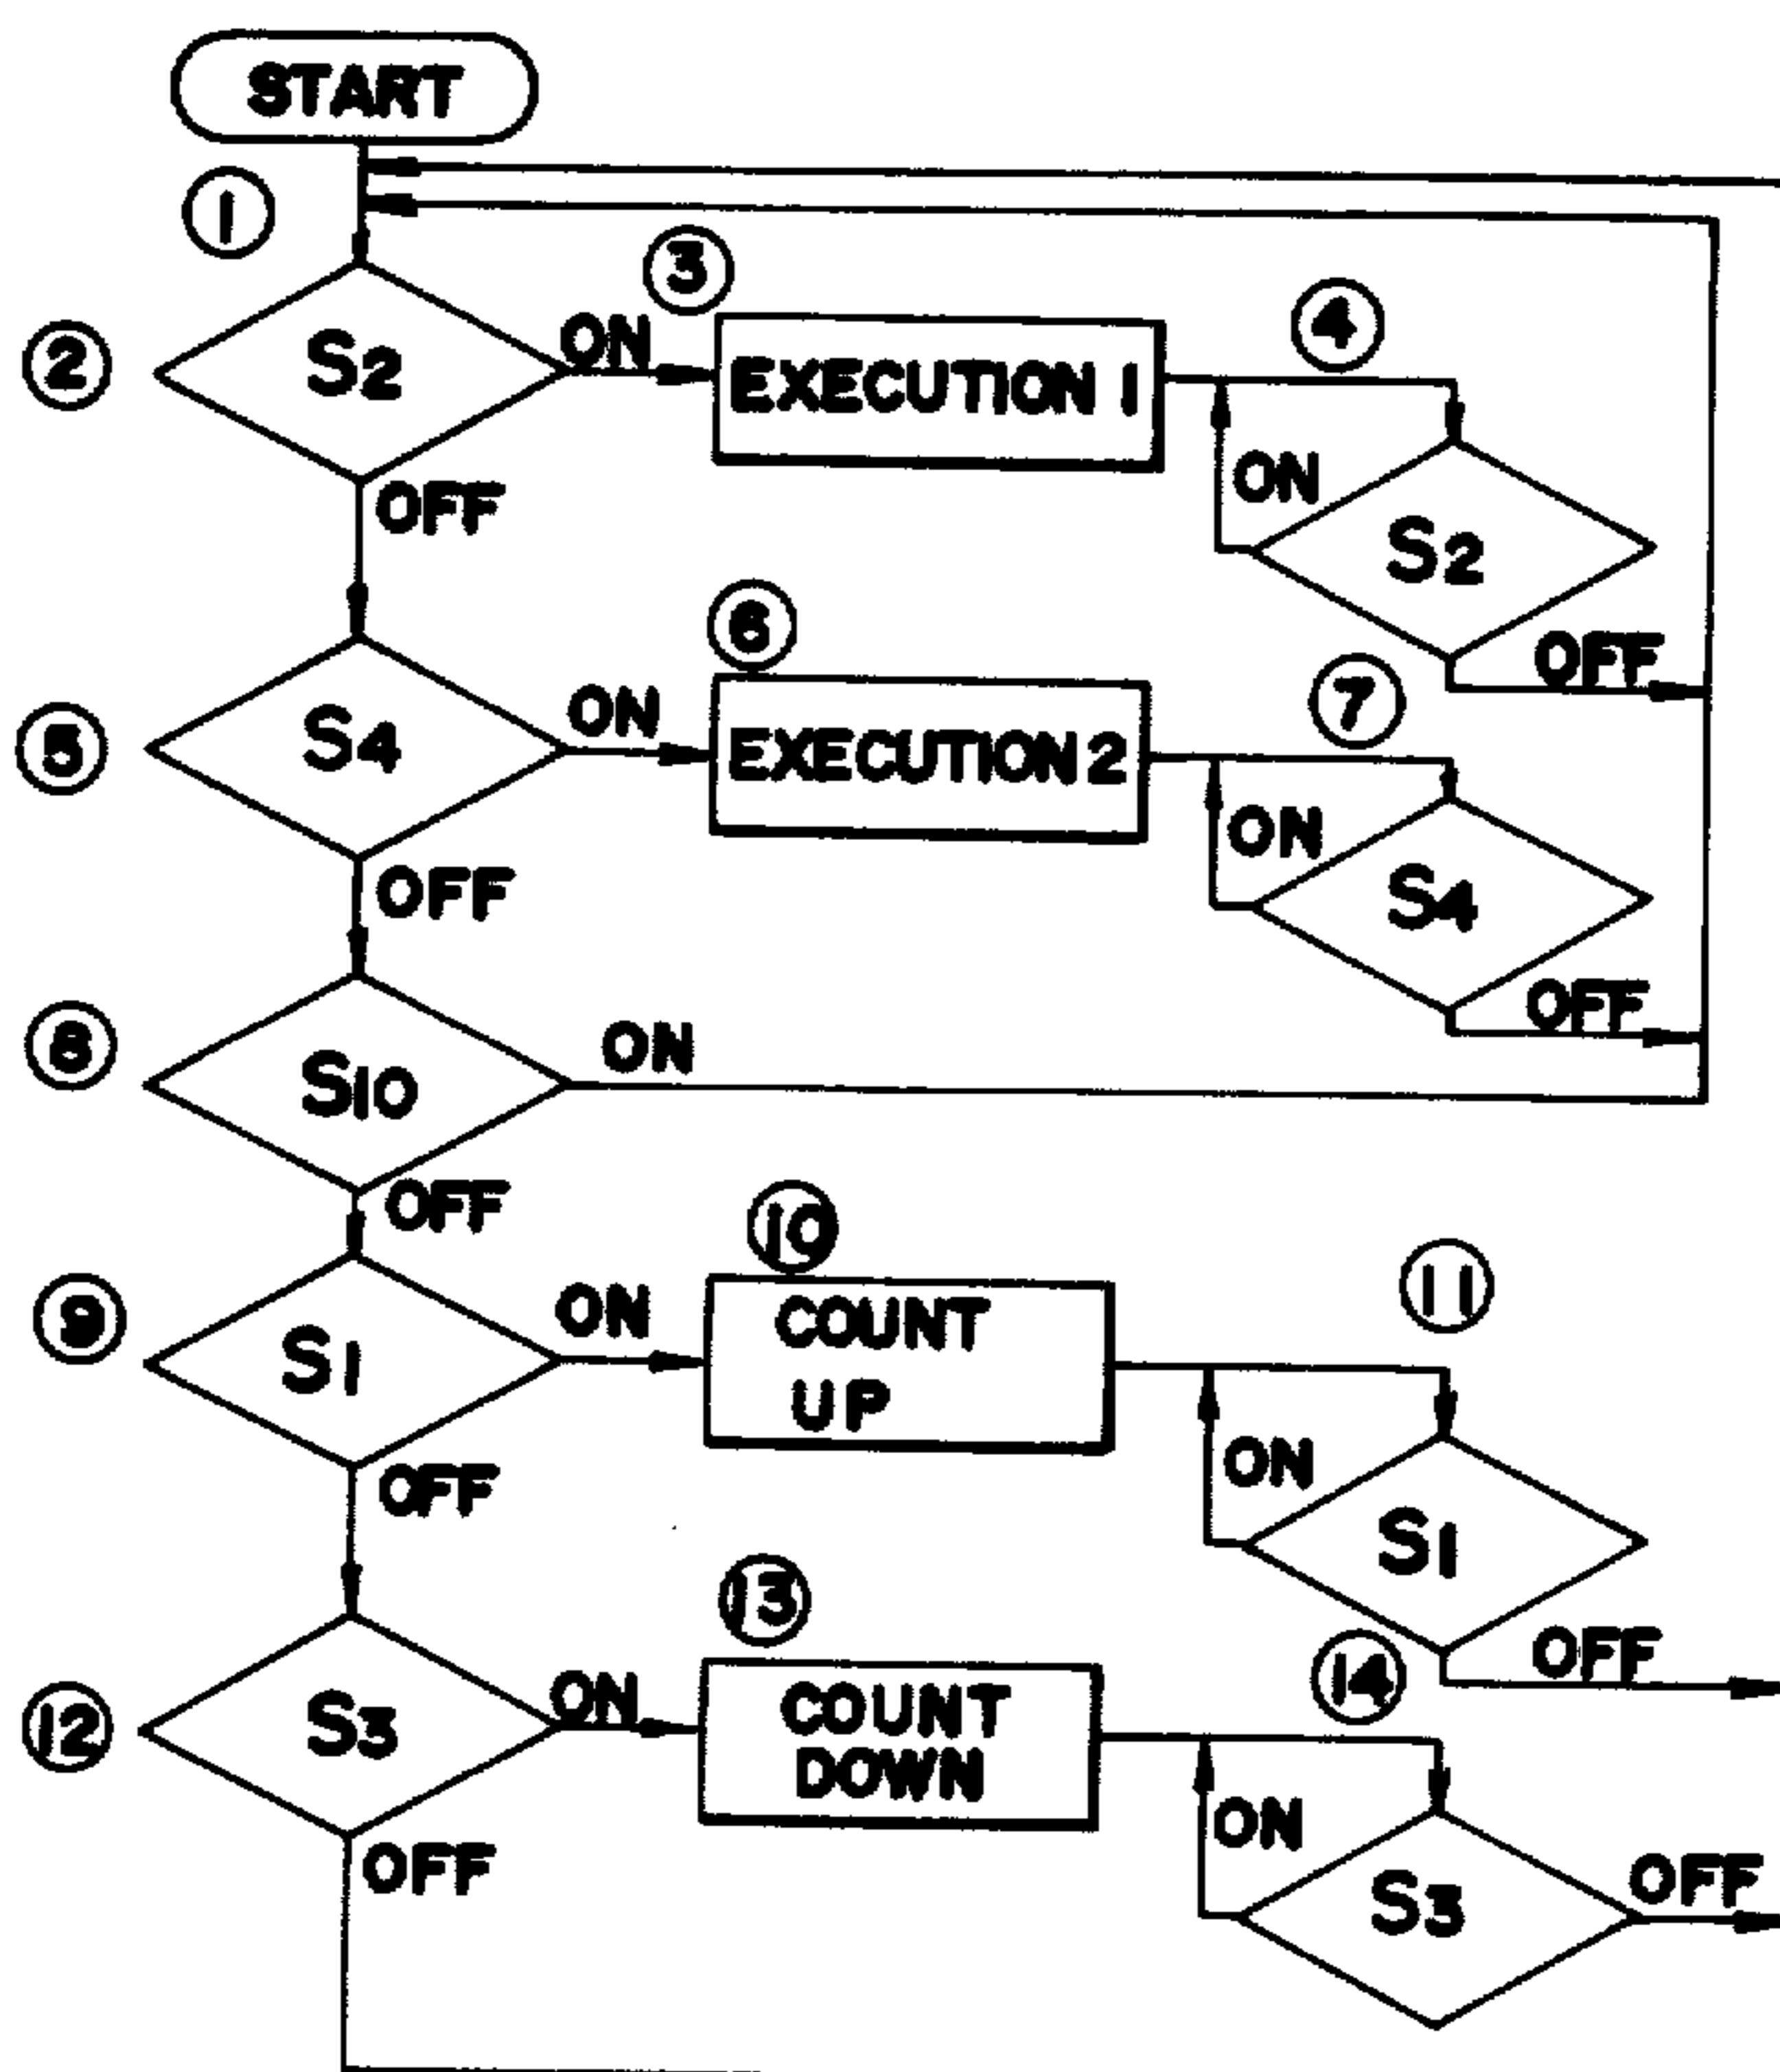 START
1
2
S2
ON
3
EXECUTION 1
4
ON
S2
OFF
OFF
5
S4
ON
6
EXECUTION 2
7
ON
S4
OFF
OFF
8
S10
ON
OFF
9
S1
ON
10
COUNT
UP
11
ON
S1
OFF
OFF
12
S3
ON
13
COUNT
DOWN
14
ON
S3
OFF
OFF